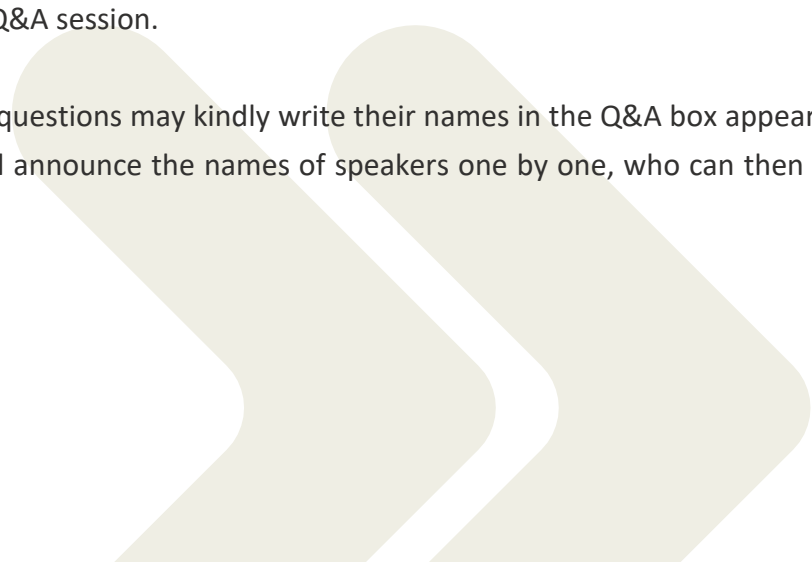 Q&A session.
questions may kindly write their names in the Q&A box appear
announce the names of speakers one by one, who can then